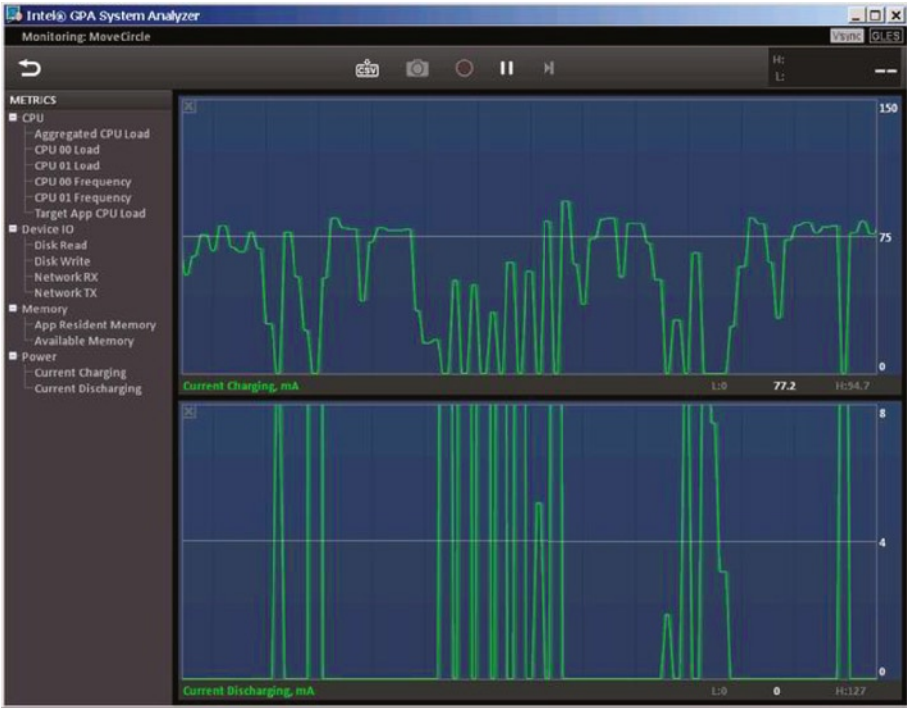 Intel® GPA System Analyzer
Monitoring: MoveCircle
Vsync GLES
CSV
H:
L:
--
METRICS
CPU
Aggregated CPU Load
CPU 00 Load
CPU 01 Load
CPU 00 Frequency
CPU 01 Frequency
Target App CPU Load
Device IO
Disk Read
Disk Write
Network RX
Network TX
Memory
App Resident Memory
Available Memory
Power
Current Charging
Current Discharging
150
75
0
Current Charging, mA L:0 77.2 H:94.7
8
4
0
Current Discharging, mA L:0 0 H:127